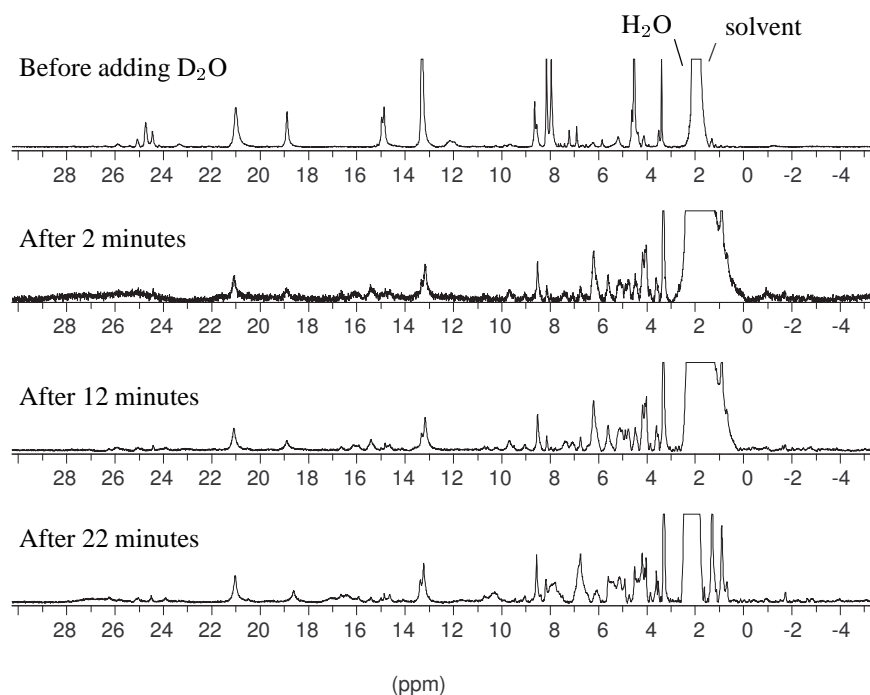 H₂O solvent
Before adding D₂O
28 26 24 22 20 18 16 14 12 10 8 6 4 2 0 -2 -4
After 2 minutes
28 26 24 22 20 18 16 14 12 10 8 6 4 2 0 -2 -4
After 12 minutes
28 26 24 22 20 18 16 14 12 10 8 6 4 2 0 -2 -4
After 22 minutes
28 26 24 22 20 18 16 14 12 10 8 6 4 2 0 -2 -4
(ppm)